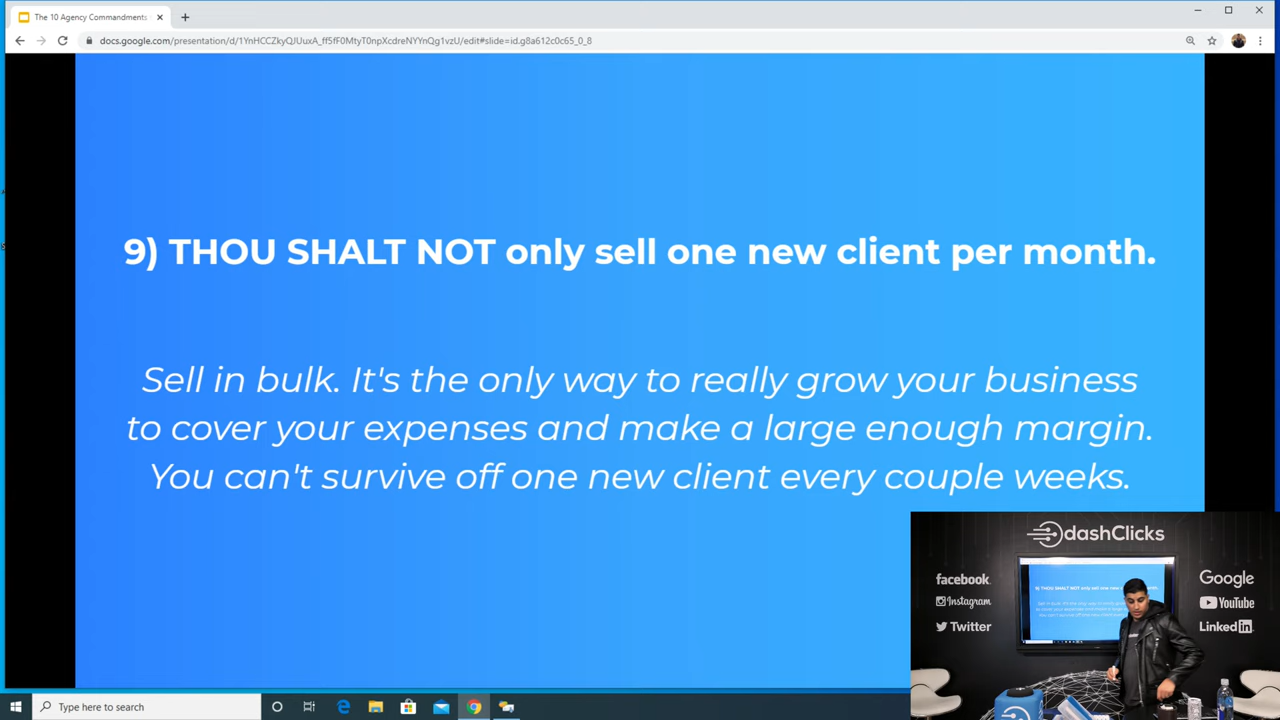 The 10 Agency Commandments
docs.google.com/presentation/d/1YnHCCZkyQJUuxA_ff5fF0MtyT0npXcdreNYYnQg1vzU/edit#slide=id.g8a612c0c65_0_8
9) THOU SHALT NOT only sell one new client per month.
Sell in bulk. It's the only way to really grow your business
to cover your expenses and make a large enough margin.
You can't survive off one new client every couple weeks.
dashClicks
facebook.
Instagram
Twitter
Google
YouTube
Linked in
Type here to search